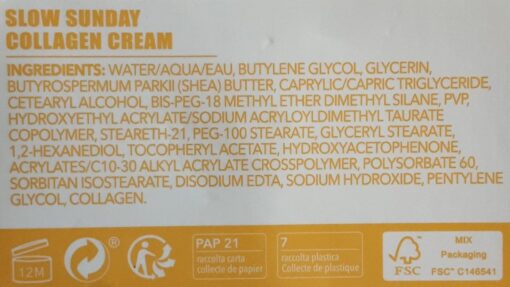 SLOW SUNDAY
COLLAGEN CREAM
INGREDIENTS: WATER/AQUA/EAU, BUTYLENE GLYCOL, GLYCERIN,
BUTYROSPERMUM PARKII (SHEA) BUTTER, CAPRYLIC/CAPRIC TRIGLYCERIDE,
CETEARYL ALCOHOL, BIS-PEG-18 METHYL ETHER DIMETHYL SILANE, PVP,
HYDROXYETHYL ACRYLATE/SODIUM ACRYLOYLDIMETHYL TAURATE
COPOLYMER, STEARETH-21, PEG-100 STEARATE, GLYCERYL STEARATE,
1,2-HEXANEDIOL, TOCOPHERYL ACETATE, HYDROXYACETOPHENONE,
ACRYLATES/C10-30 ALKYL ACRYLATE CROSSPOLYMER, POLYSORBATE 60,
SORBITAN ISOSTEARATE, DISODIUM EDTA, SODIUM HYDROXIDE, PENTYLENE
GLYCOL, COLLAGEN.
12M
®
PAP 21
raccolta carta
collecte de papier
7
raccolta plastica
Collecte de plastique
FSC
MIX
Packaging
FSC® C146541